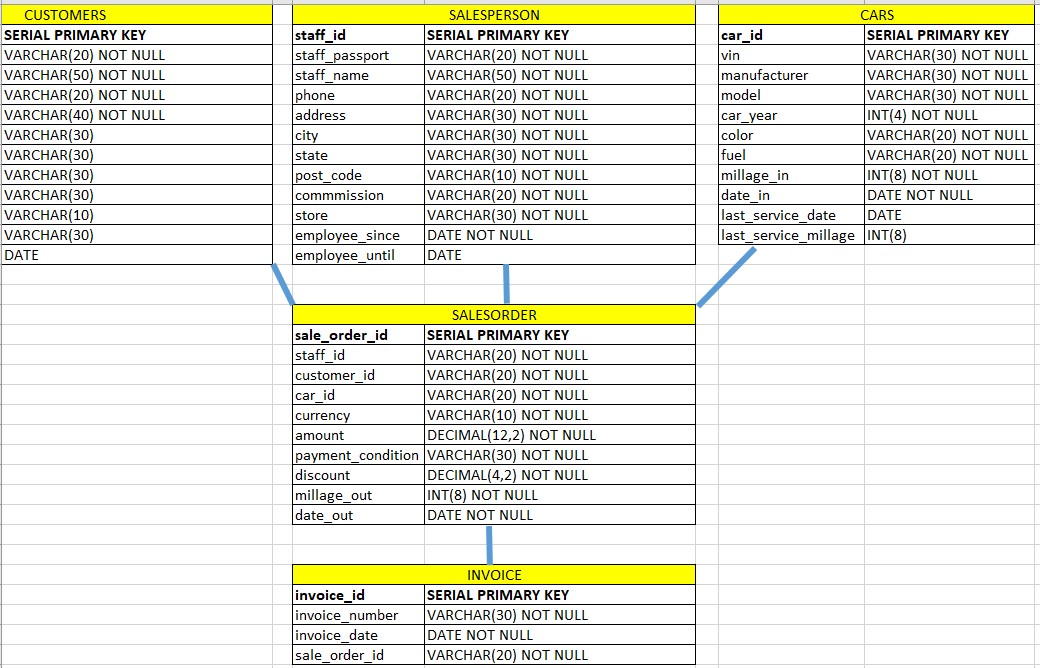 CUSTOMERS
SERIAL PRIMARY KEY
VARCHAR(20) NOT NULL
VARCHAR(50) NOT NULL
VARCHAR(20) NOT NULL
VARCHAR(40) NOT NULL
VARCHAR(30)
VARCHAR(30)
VARCHAR(30)
VARCHAR(30)
VARCHAR(10)
VARCHAR(30)
DATE
SALESPERSON
staff_id SERIAL PRIMARY KEY
staff_passport VARCHAR(20) NOT NULL
staff_name VARCHAR(50) NOT NULL
phone VARCHAR(20) NOT NULL
address VARCHAR(30) NOT NULL
city VARCHAR(30) NOT NULL
state VARCHAR(30) NOT NULL
post_code VARCHAR(10) NOT NULL
commmission VARCHAR(20) NOT NULL
store VARCHAR(30) NOT NULL
employee_since DATE NOT NULL
employee_until DATE
CARS
car_id SERIAL PRIMARY KEY
vin VARCHAR(30) NOT NULL
manufacturer VARCHAR(30) NOT NULL
model VARCHAR(30) NOT NULL
car_year INT(4) NOT NULL
color VARCHAR(20) NOT NULL
fuel VARCHAR(20) NOT NULL
millage_in INT(8) NOT NULL
date_in DATE NOT NULL
last_service_date DATE
last_service_millage INT(8)
SALESORDER
sale_order_id SERIAL PRIMARY KEY
staff_id VARCHAR(20) NOT NULL
customer_id VARCHAR(20) NOT NULL
car_id VARCHAR(20) NOT NULL
currency VARCHAR(10) NOT NULL
amount DECIMAL(12,2) NOT NULL
payment_condition VARCHAR(30) NOT NULL
discount DECIMAL(4,2) NOT NULL
millage_out INT(8) NOT NULL
date_out DATE NOT NULL
INVOICE
invoice_id SERIAL PRIMARY KEY
invoice_number VARCHAR(30) NOT NULL
invoice_date DATE NOT NULL
sale_order_id VARCHAR(20) NOT NULL